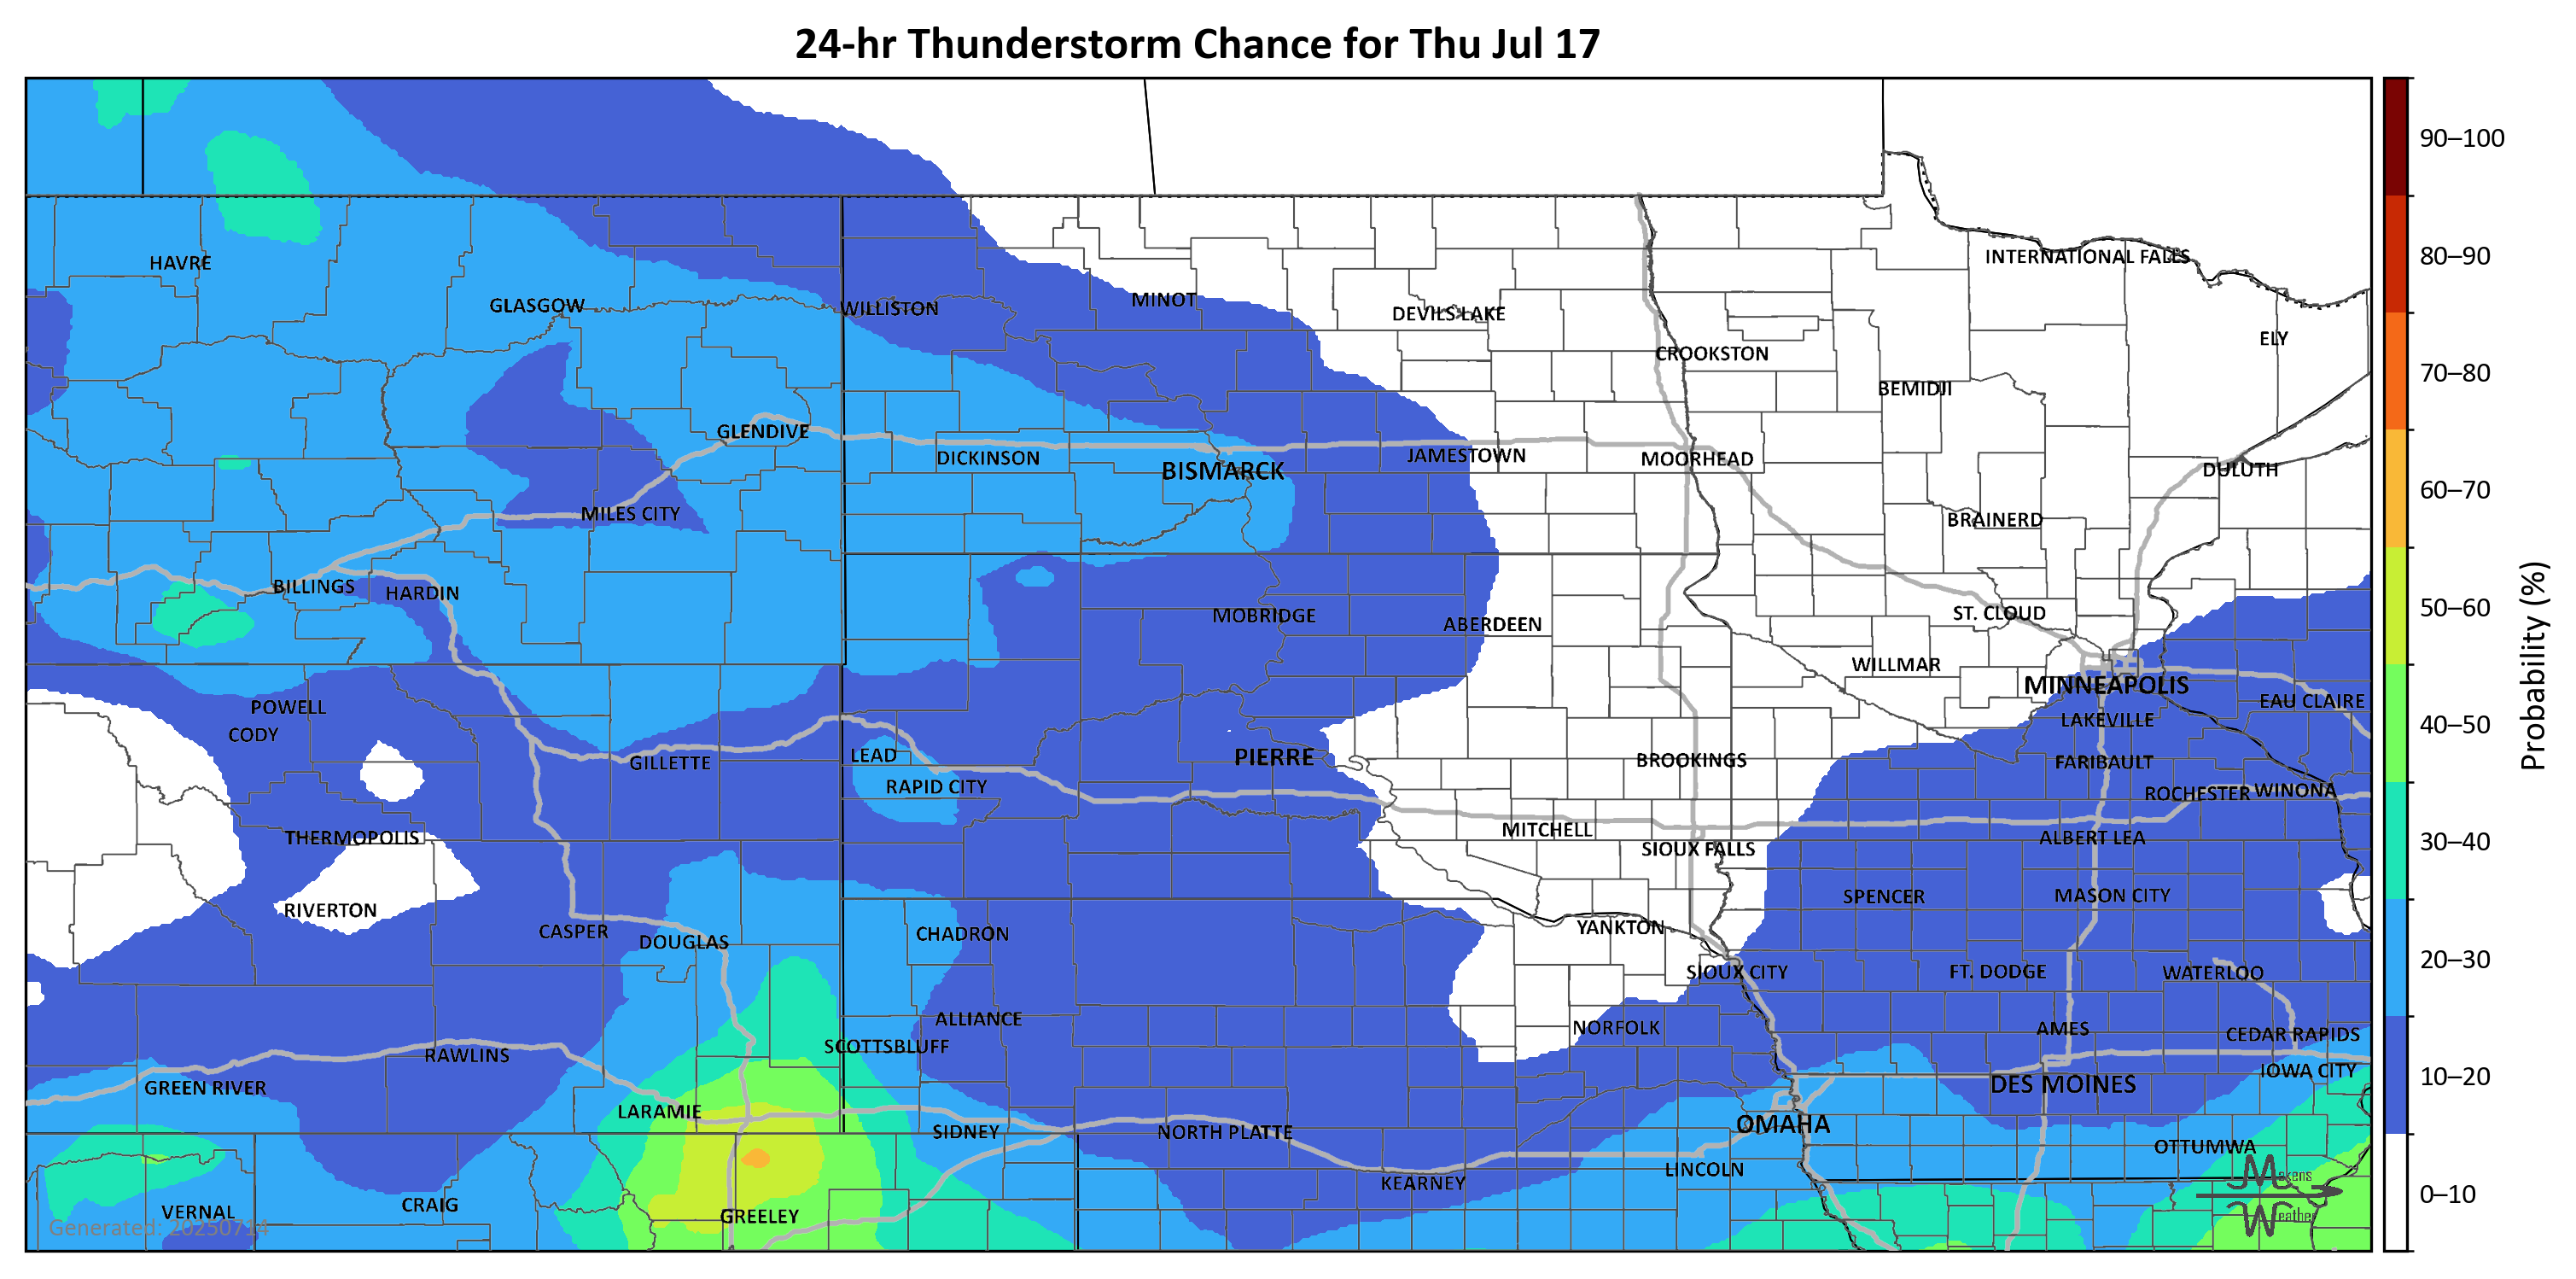 24-hr Thunderstorm Chance for Thu Jul 17
90–100
INTERNATIONAL FALLS
80–90
HAVRE
MINOT
GLASGOW
WILLISTON
DEVILS LAKE
70–80
ELY
CROOKSTON
BEMIDJI
60–70
GLENDIVE
DICKINSON
BISMARCK
JAMESTOWN
MOORHEAD
DULUTH
50–60
MILES CITY
BRAINERD
BILLINGS
HARDIN
MOBRIDGE
ABERDEEN
ST. CLOUD
WILLMAR
MINNEAPOLIS
Probability (%)
40–50
POWELL
CODY
EAU CLAIRE
LAKEVILLE
GILLETTE
LEAD
PIERRE
BROOKINGS
FARIBAULT
RAPID CITY
ROCHESTER
WINONA
30–40
THERMOPOLIS
MITCHELL
ALBERT LEA
SIOUX FALLS
RIVERTON
SPENCER
MASON CITY
CASPER
DOUGLAS
CHADRON
YANKTON
20–30
SIOUX CITY
FT. DODGE
WATERLOO
ALLIANCE
NORFOLK
AMES
CEDAR RAPIDS
SCOTTSBLUFF
RAWLINS
GREEN RIVER
DES MOINES
IOWA CITY
10–20
LARAMIE
SIDNEY
NORTH PLATTE
OMAHA
OTTUMWA
LINCOLN
KEARNEY
Makens
Weather
0–10
VERNAL
CRAIG
GREELEY
Generated: 20250714